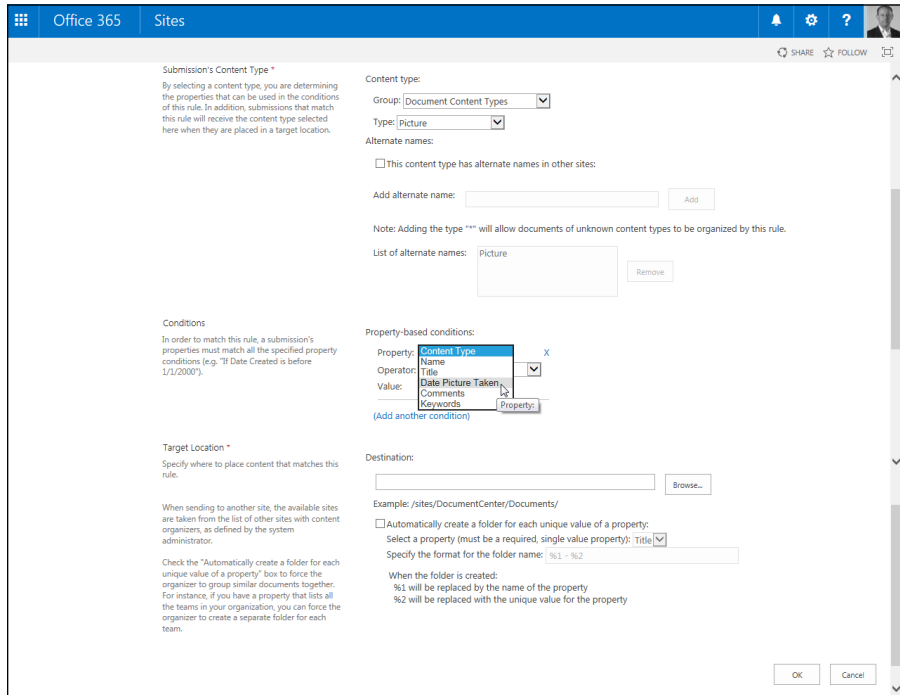 Office 365
Sites
?
SHARE
FOLLOW
Submission's Content Type *
By selecting a content type, you are determining
the properties that can be used in the conditions
of this rule. In addition, submissions that match
this rule will receive the content type selected
here when they are placed in a target location.
Content type:
Group: Document Content Types
Type: Picture
Alternate names:
This content type has alternate names in other sites:
Add alternate name:
Add
Note: Adding the type "*" will allow documents of unknown content types to be organized by this rule.
List of alternate names:
Picture
Remove
Conditions
In order to match this rule, a submission's
properties must match all the specified property
conditions (e.g. "If Date Created is before
1/1/2000").
Property-based conditions:
Property:
Content Type
X
Name
Operator:
Title
Date Picture Taken
Value:
Comments
Keywords
Property:
(Add another condition)
Target Location *
Specify where to place content that matches this
rule.
When sending to another site, the available sites
are taken from the list of other sites with content
organizers, as defined by the system
administrator.
Check the "Automatically create a folder for each
unique value of a property" box to force the
organizer to group similar documents together.
For instance, if you have a property that lists all
the teams in your organization, you can force the
organizer to create a separate folder for each
team.
Destination:
Browse...
Example: /sites/DocumentCenter/Documents/
Automatically create a folder for each unique value of a property:
Select a property (must be a required, single value property): Title
Specify the format for the folder name: %1 - %2
When the folder is created:
%1 will be replaced by the name of the property
%2 will be replaced with the unique value for the property
OK
Cancel